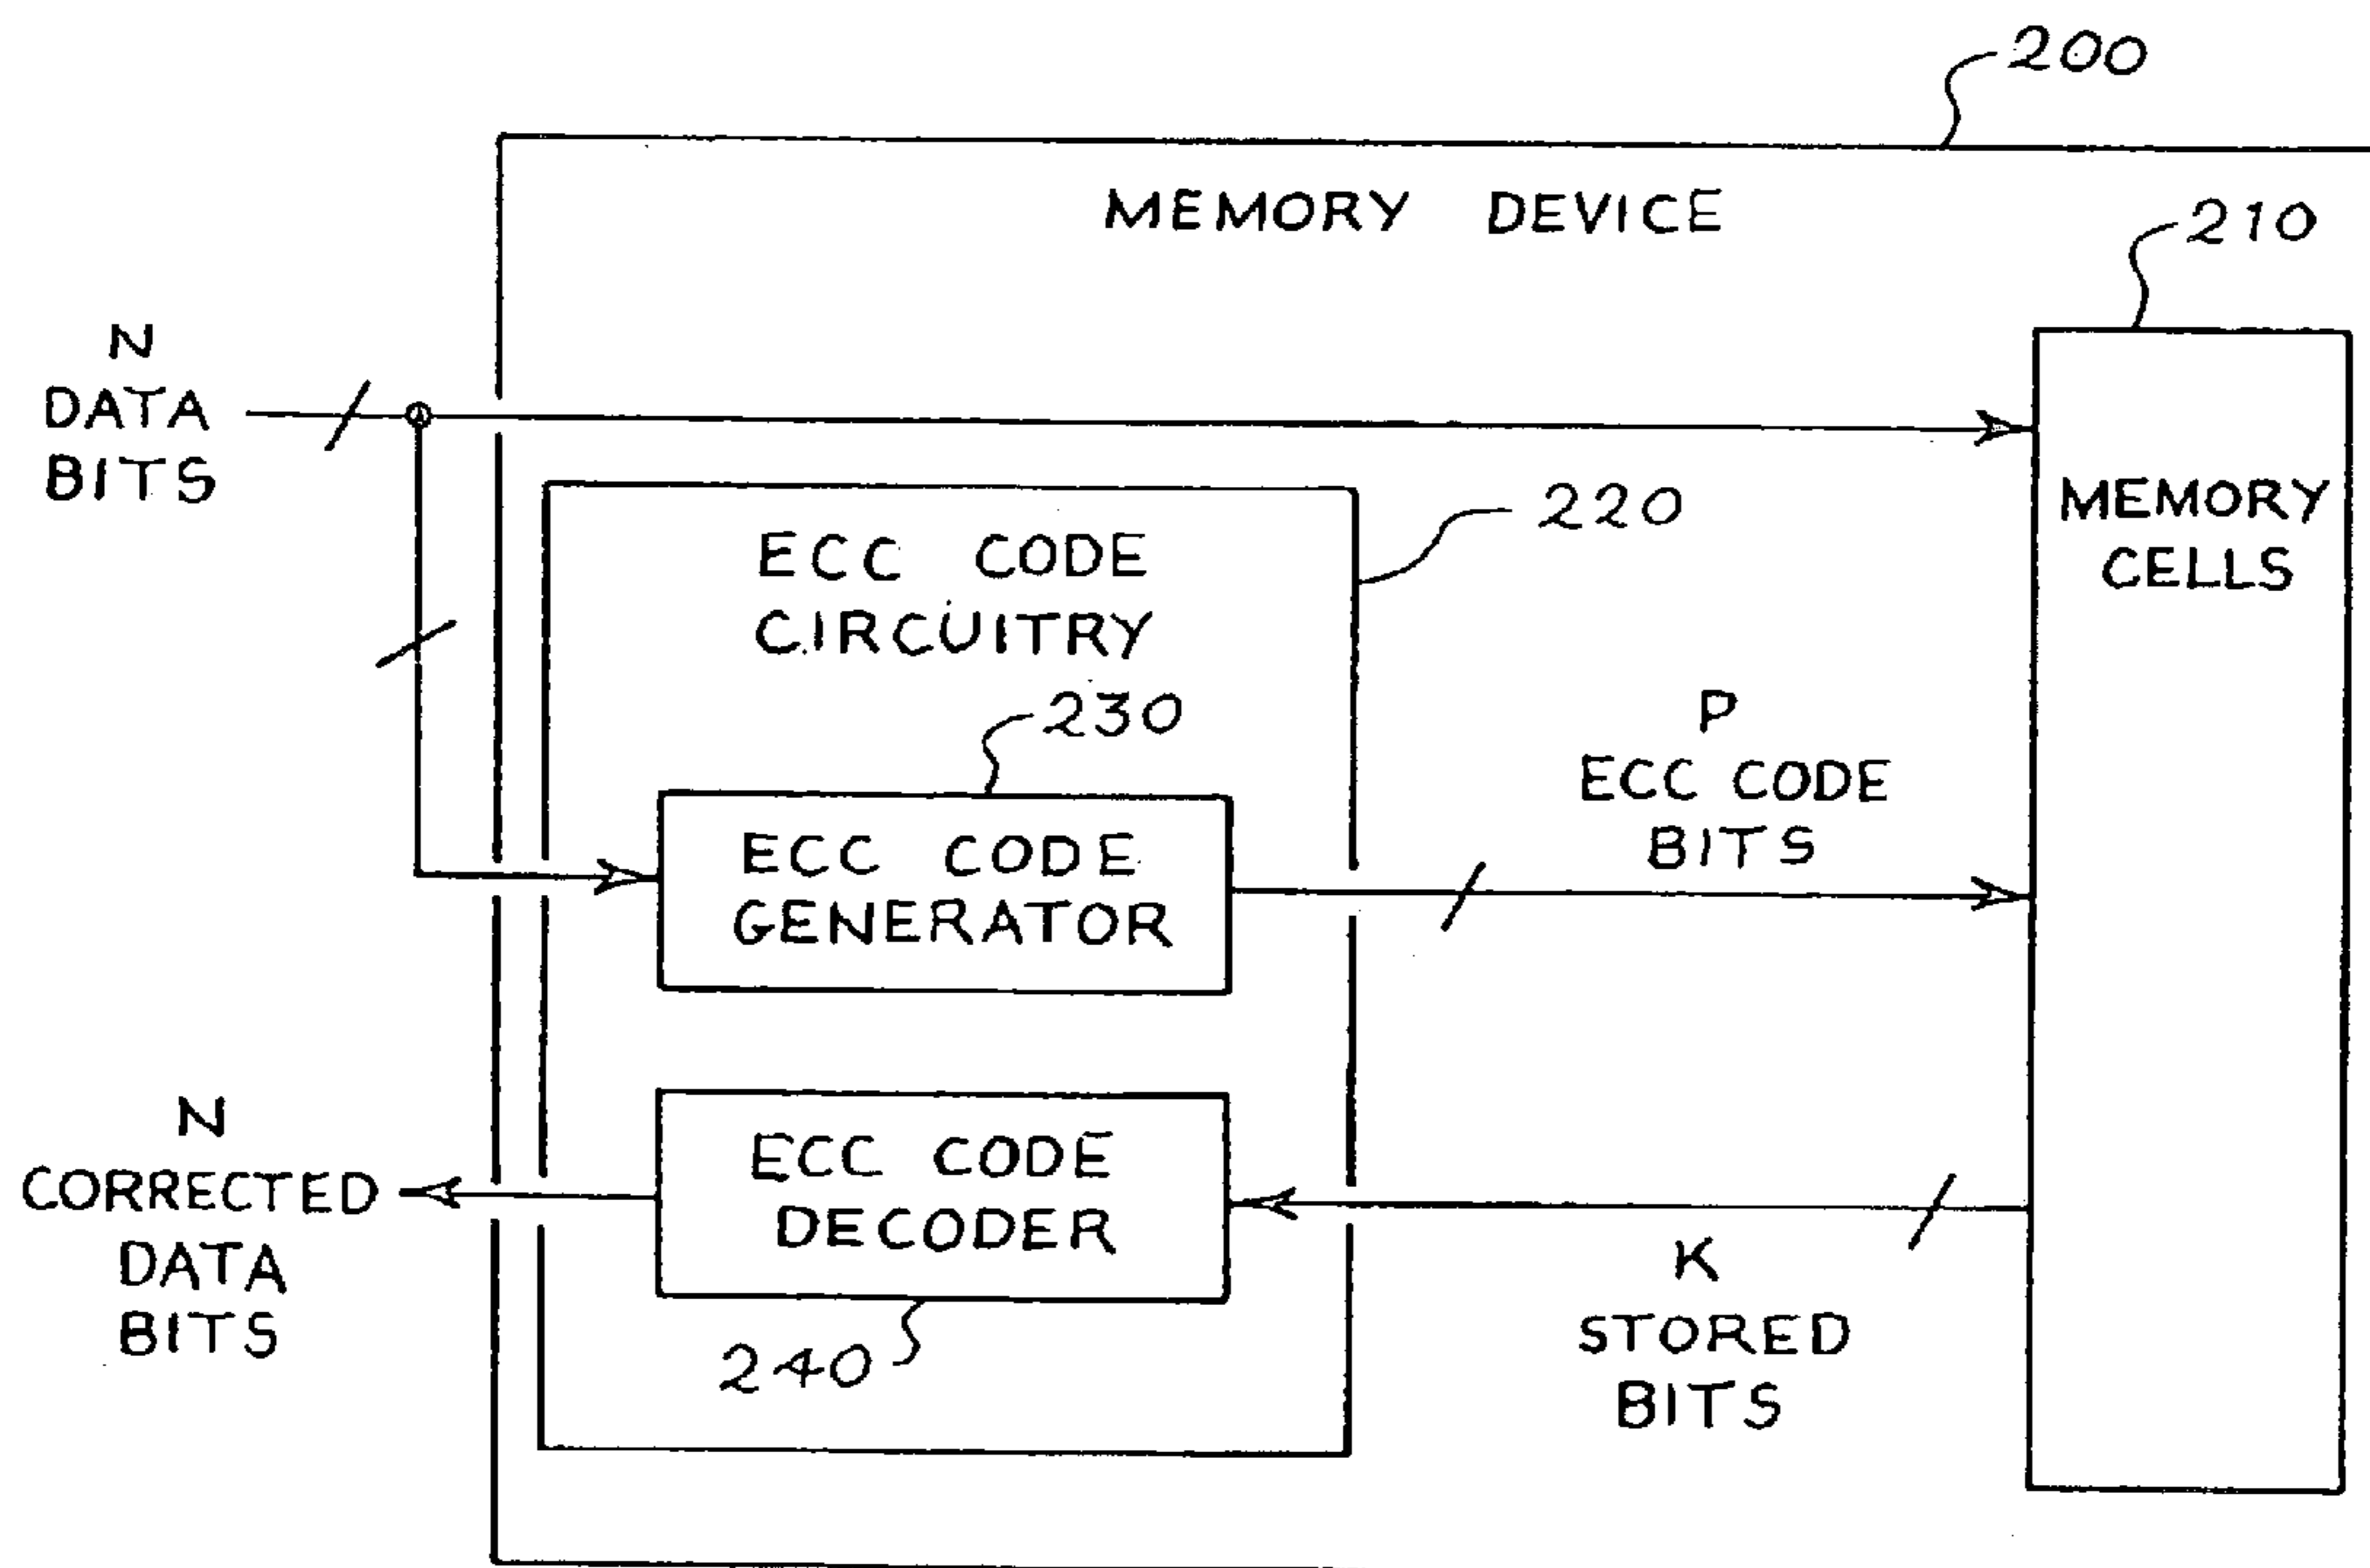 200
MEMORY DEVICE
210
N
DATA
BITS
MEMORY
CELLS
220
ECC CODE
CIRCUITRY
230
P
ECC CODE
BITS
ECC CODE
GENERATOR
N
CORRECTED
DATA
BITS
ECC CODE
DECODER
240
K
STORED
BITS